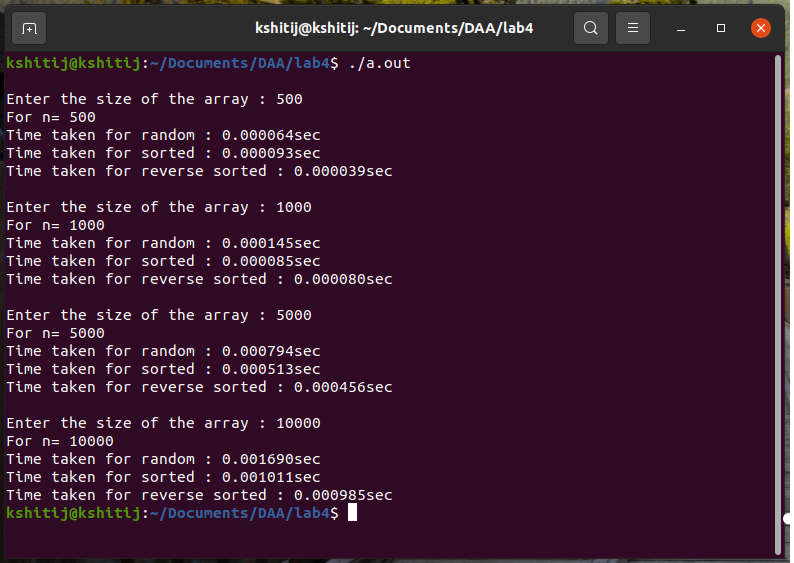 kshitij@kshitij: ~/Documents/DAA/lab4
kshitij@kshitij:~/Documents/DAA/lab4$ ./a.out
Enter the size of the array : 500
For n= 500
Time taken for random : 0.000064sec
Time taken for sorted : 0.000093sec
Time taken for reverse sorted : 0.000039sec
Enter the size of the array : 1000
For n= 1000
Time taken for random : 0.000145sec
Time taken for sorted : 0.000085sec
Time taken for reverse sorted : 0.000080sec
Enter the size of the array : 5000
For n= 5000
Time taken for random : 0.000794sec
Time taken for sorted : 0.000513sec
Time taken for reverse sorted : 0.000456sec
Enter the size of the array : 10000
For n= 10000
Time taken for random : 0.001690sec
Time taken for sorted : 0.001011sec
Time taken for reverse sorted : 0.000985sec
kshitij@kshitij:~/Documents/DAA/lab4$